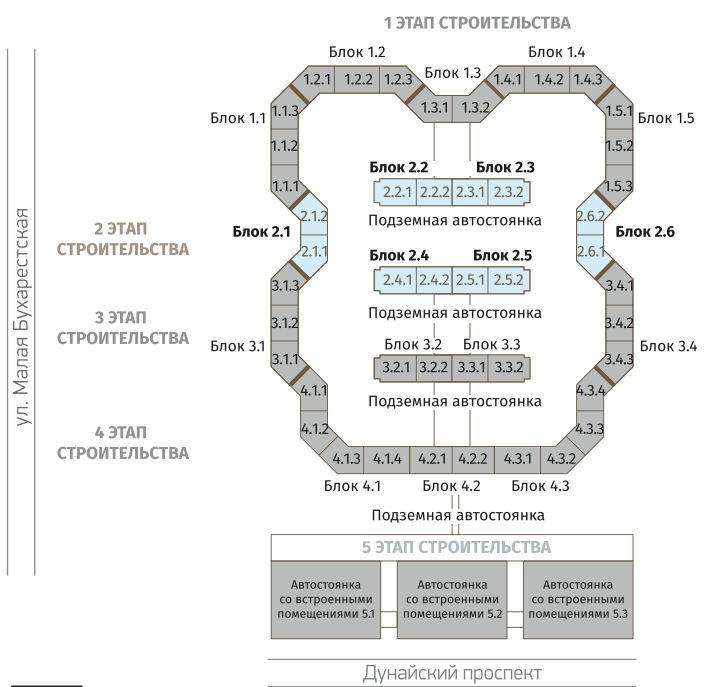 1 ЭТАП СТРОИТЕЛЬСТВА
Блок 1.2
Блок 1.4
Блок 1.3
1.2.1 1.2.2 1.2.3
1.4.1 1.4.2 1.4.3
1.3.1 1.3.2
Блок 1.1
1.1.3
1.1.2
1.1.1
1.5.1
1.5.2
1.5.3
Блок 1.5
Блок 2.2
Блок 2.3
2.2.1 2.2.2 2.3.1 2.3.2
Подземная автостоянка
2 ЭТАП
СТРОИТЕЛЬСТВА
Блок 2.1
2.1.2
2.1.1
2.6.2
2.6.1
Блок 2.6
Блок 2.4
Блок 2.5
2.4.1 2.4.2 2.5.1 2.5.2
Подземная автостоянка
3 ЭТАП
СТРОИТЕЛЬСТВА
Блок 3.1
3.1.3
3.1.2
3.1.1
3.4.1
3.4.2
3.4.3
Блок 3.4
Блок 3.2
Блок 3.3
3.2.1 3.2.2 3.3.1 3.3.2
Подземная автостоянка
4 ЭТАП
СТРОИТЕЛЬСТВА
4.1.1
4.1.2
4.3.4
4.3.3
4.1.3 4.1.4 4.2.1 4.2.2 4.3.1 4.3.2
Блок 4.1
Блок 4.2
Блок 4.3
Подземная автостоянка
5 ЭТАП СТРОИТЕЛЬСТВА
Автостоянка
со встроенными
помещениями 5.1
Автостоянка
со встроенными
помещениями 5.2
Автостоянка
со встроенными
помещениями 5.3
Дунайский проспект
ул. Малая Бухарестская